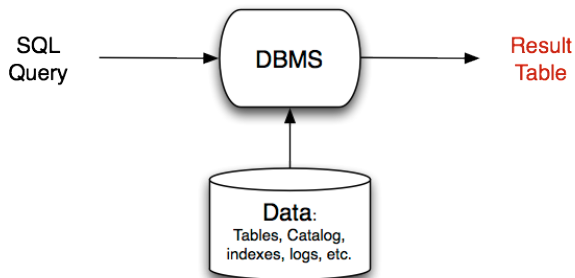 SQL
Query
DBMS
Result
Table
Data:
Tables, Catalog,
indexes, logs, etc.